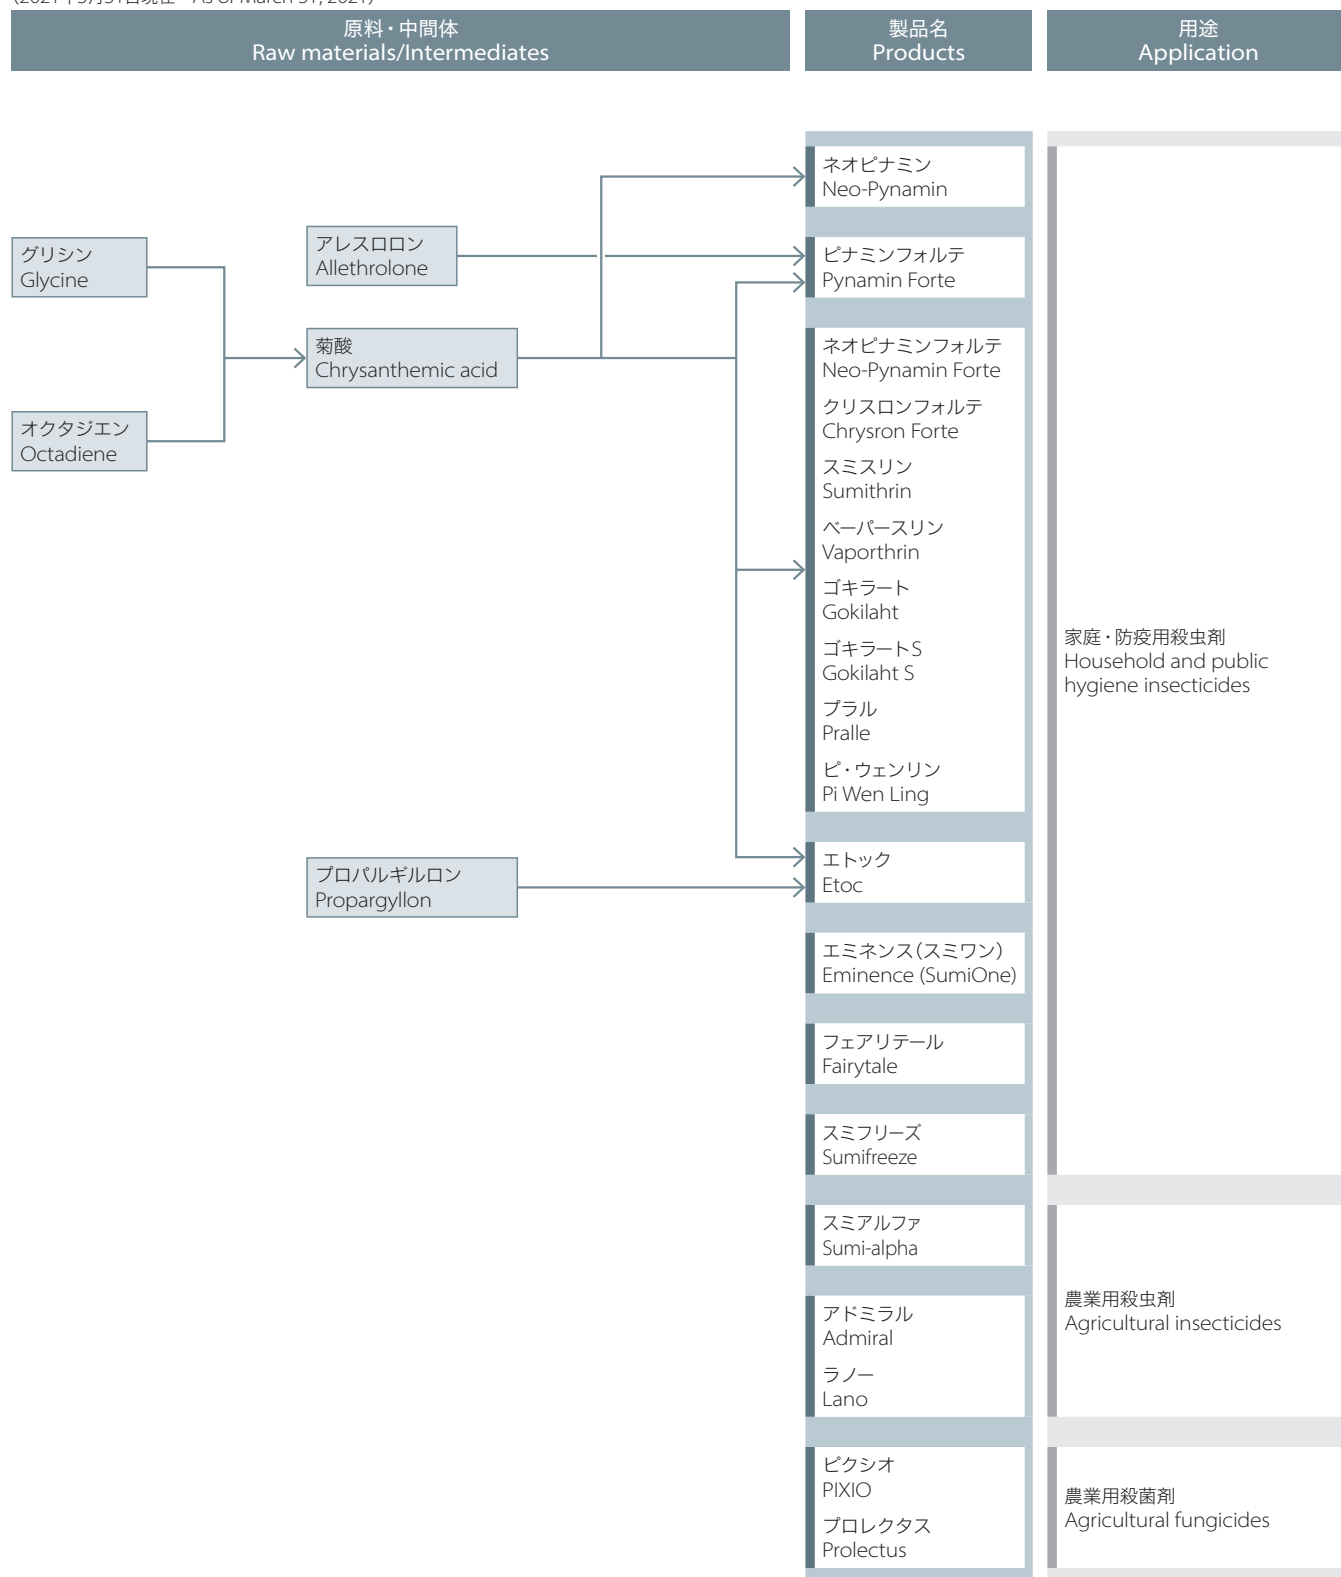 原料・中間体
Raw materials/Intermediates
製品名
Products
用途
Application
グリシン
Glycine
オクタジエン
Octadiene
アレスロロン
Allethrolone
菊酸
Chrysanthemic acid
プロパルギルロン
Propargyllon
ネオピナミン
Neo-Pynamin
ピナミンフォルテ
Pynamin Forte
ネオピナミンフォルテ
Neo-Pynamin Forte
クリスロンフォルテ
Chrysron Forte
スミスリン
Sumithrin
ベーパースリン
Vaporthrin
ゴキラート
Gokilaht
ゴキラートS
Gokilaht S
プラル
Pralle
ピ・ウェンリン
Pi Wen Ling
エトック
Etoc
エミネンス（スミワン）
Eminence (SumiOne)
フェアリテール
Fairytale
スミフリーズ
Sumifreeze
スミアルファ
Sumi-alpha
アドミラル
Admiral
ラノー
Lano
ピクシオ
PIXIO
プロレクタス
Prolectus
家庭・防疫用殺虫剤
Household and public
hygiene insecticides
農業用殺虫剤
Agricultural insecticides
農業用殺菌剤
Agricultural fungicides